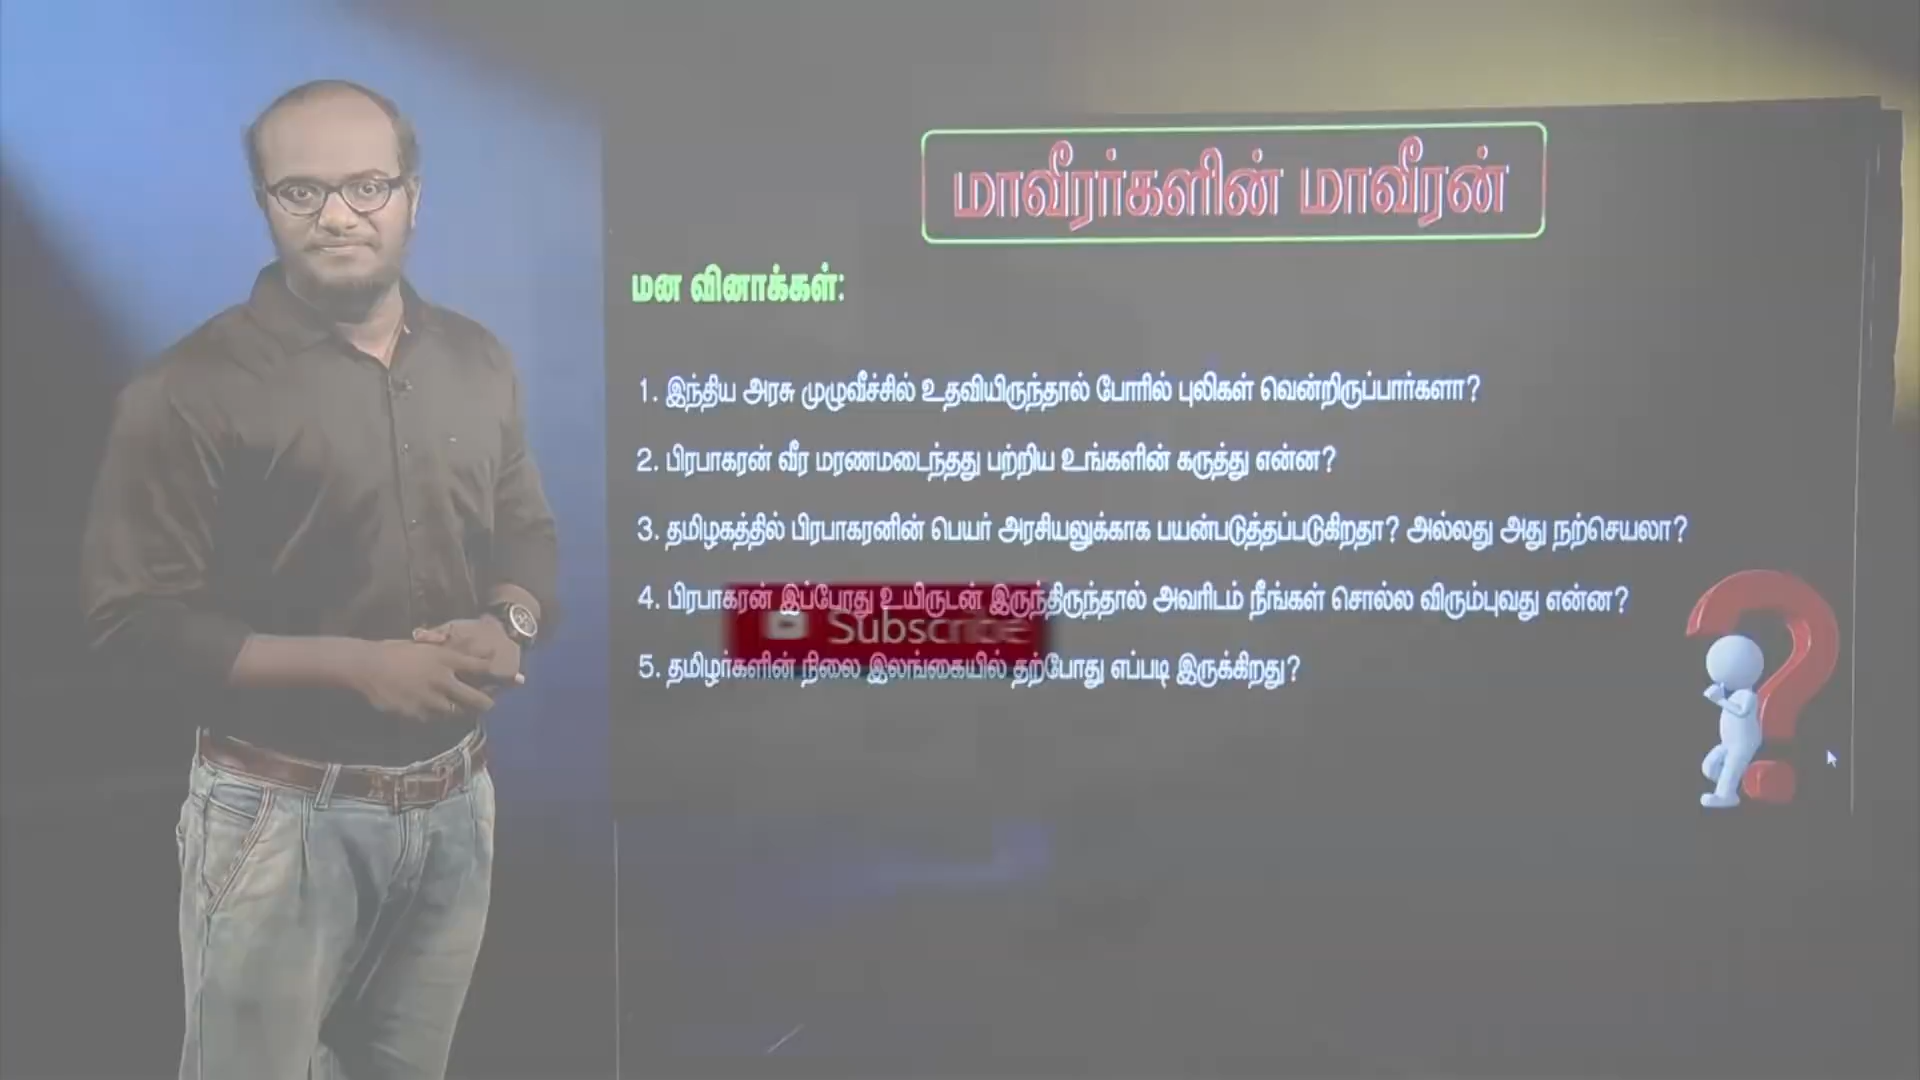 மாவீரர்களின் மாவீரன்
மன வினாக்கள்:
1. இந்திய அரசு முழுவீச்சில் உதவியிருந்தால் போரில் புலிகள் வென்றிருப்பார்களா?
2. பிரபாகரன் வீர மரணமடைந்தது பற்றிய உங்களின் கருத்து என்ன?
3. தமிழகத்தில் பிரபாகரனின் பெயர் அரசியலுக்காக பயன்படுத்தப்படுகிறதா? அல்லது அது நற்செயலா?
4. பிரபாகரன் இப்போது உயிருடன் இருந்திருந்தால் அவரிடம் நீங்கள் சொல்ல விரும்புவது என்ன?
Subscribe
5. தமிழர்களின் நிலை இலங்கையில் தற்போது எப்படி இருக்கிறது?